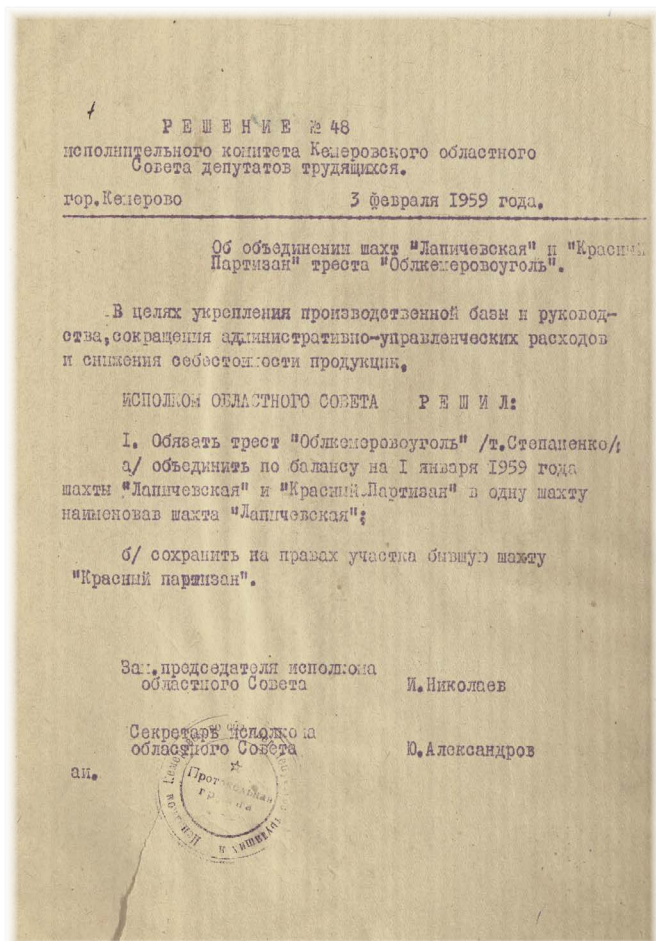 Р Е Ш Е Н И Е № 48
исполнительного комитета Кемеровского областного
Совета депутатов трудящихся.
гор.Кемерово 3 февраля 1959 года.
Об объединении шахт "Лапичевская" и "Красный
Партизан" треста "Облкемеровоуголь".
В целях укрепления производственной базы и руковод-
ства,сокращения административно-управленческих расходов
и снижения себестоимости продукции,
ИСПОЛКОМ ОБЛАСТНОГО СОВЕТА Р Е Ш И Л:
I. Обязать трест "Облкемеровоуголь" /т.Степаненко/:
а/ объединить по балансу на I января 1959 года
шахты "Лапичевская" и "Красный.Партизан" в одну шахту
наименовав шахта "Лапичевская";
б/ сохранить на правах участка бывшую шахту
"Красный партизан".
Зам.председателя исполкома
областного Совета И.Николаев
Секретарь исполкома
областного Совета Ю.Александров
ап.
Протокольная
группа